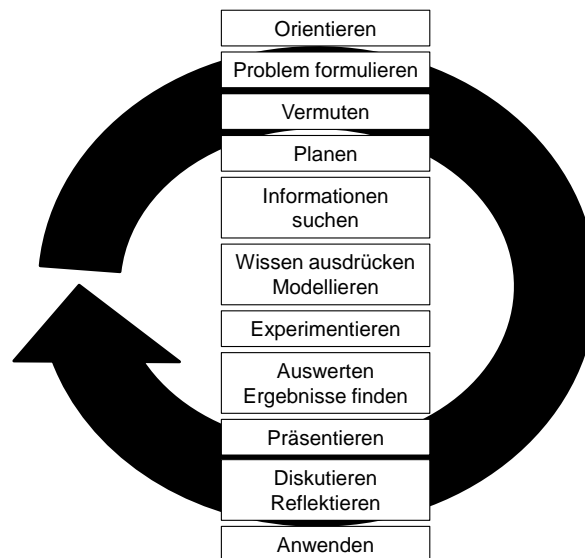 Orientieren
Problem formulieren
Vermuten
Planen
Informationen
suchen
Wissen ausdrücken
Modellieren
Experimentieren
Auswerten
Ergebnisse finden
Präsentieren
Diskutieren
Reflektieren
Anwenden